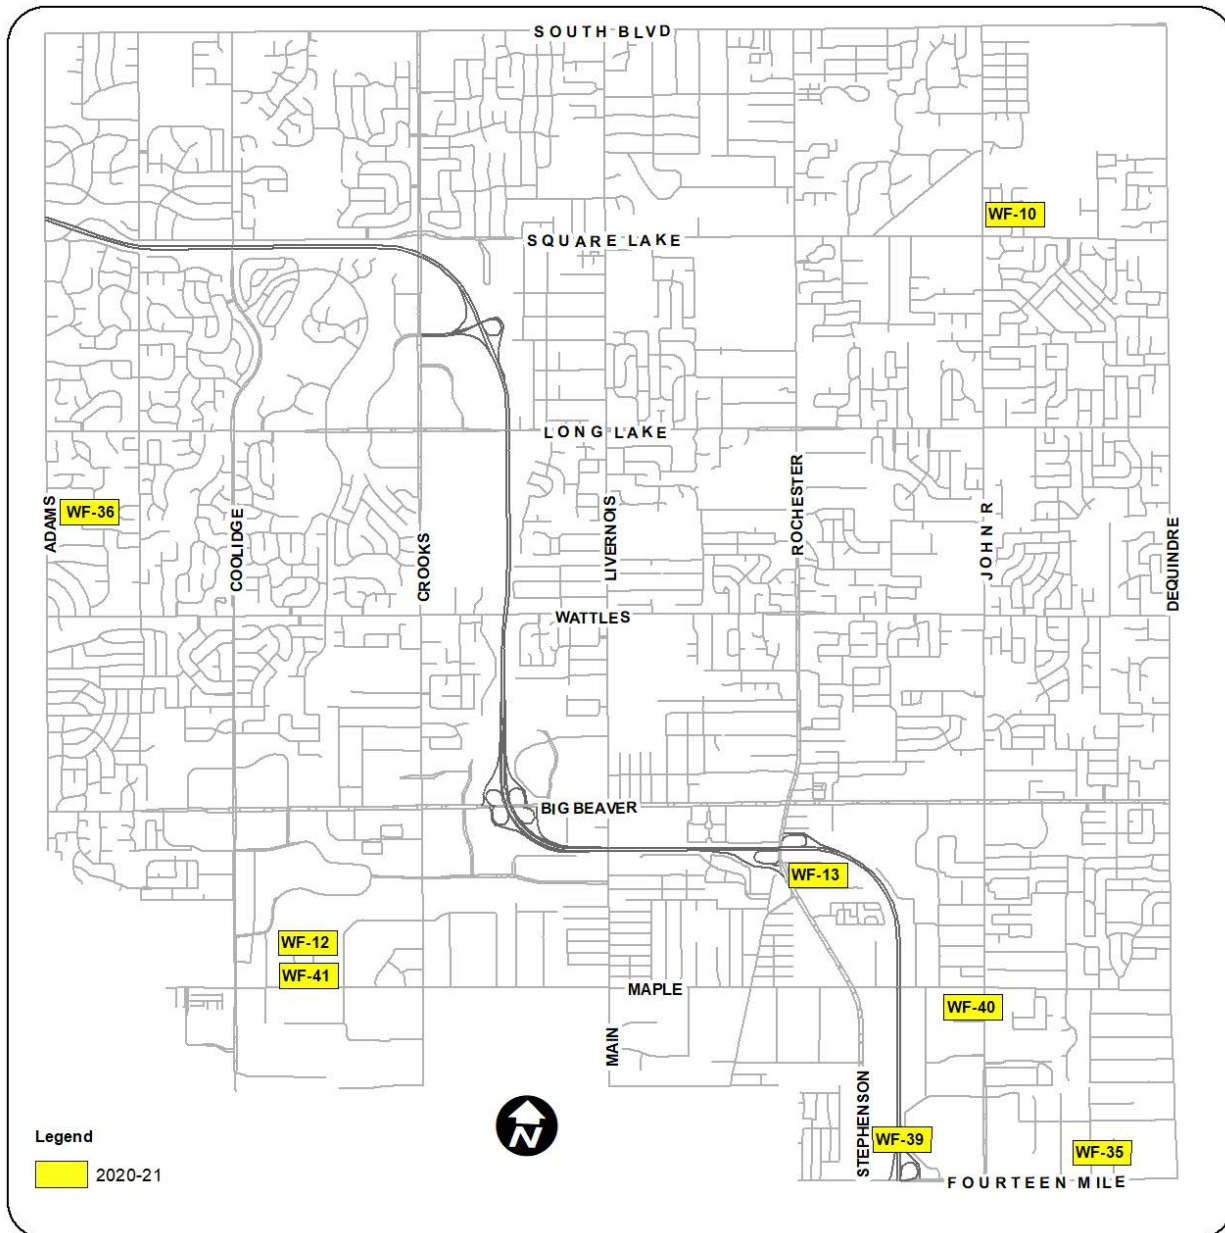 SOUTH BLVD
WF-10
SQUARE LAKE
LONG LAKE
ADAMS
WF-36
COOLIDGE
CROOKS
LIVERNOIS
ROCHESTER
JOHN R
DEQUINDRE
WATTLES
BIG BEAVER
WF-13
WF-12
WF-41
MAPLE
WF-40
MAIN
STEPHENSON
WF-39
WF-35
FOURTEEN MILE
N
Legend
2020-21